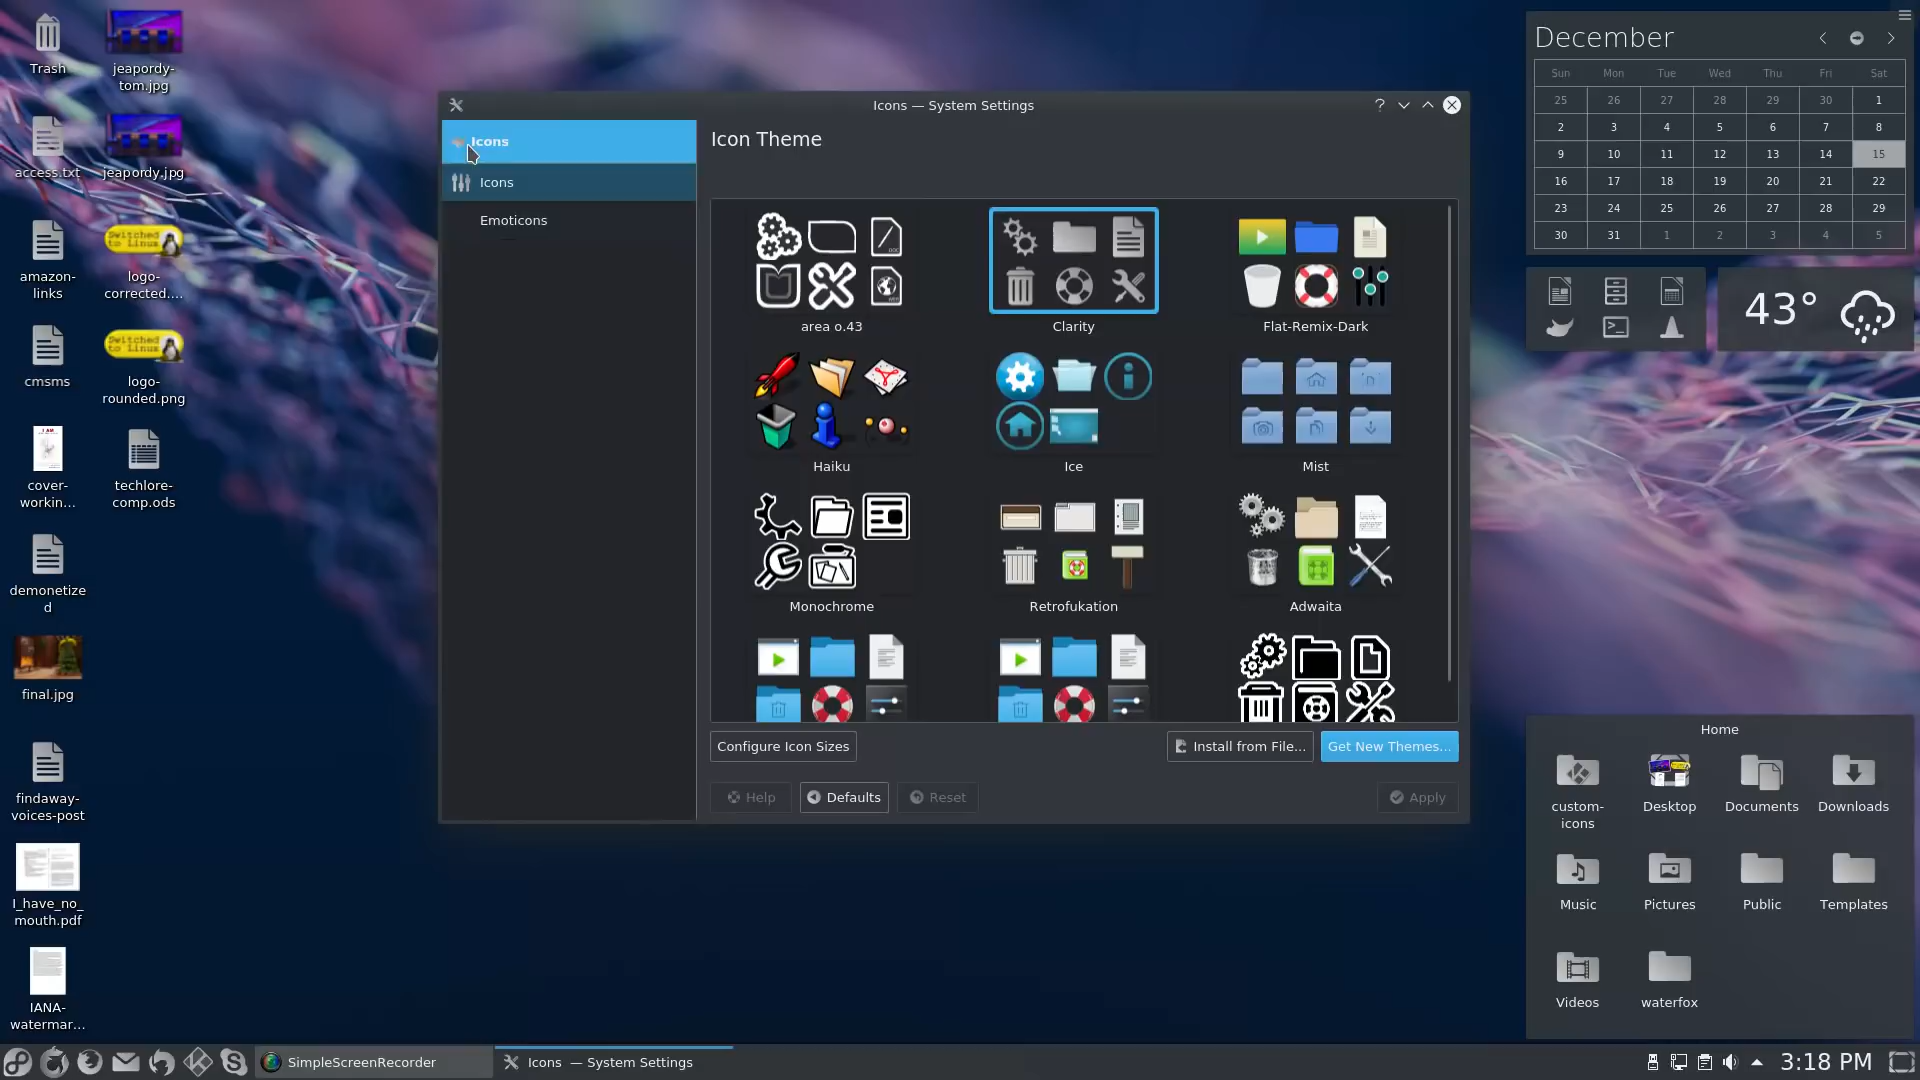 Trash
jeapordy-
tom.jpg
access.txt
jeapordy.jpg
amazon-
links
Switched
to Linux
logo-
corrected....
cmsms
Switched
to Linux
logo-
rounded.png
cover-
workin...
techlore-
comp.ods
demonetize
d
final.jpg
findaway-
voices-post
I_have_no_
mouth.pdf
IANA-
watermar...
Icons — System Settings
Icons
Icons
Emoticons
Icon Theme
area o.43
Clarity
Flat-Remix-Dark
Haiku
Ice
Mist
Monochrome
Retrofukation
Adwaita
Configure Icon Sizes
Install from File...
Get New Themes...
Help
Defaults
Reset
Apply
December
Sun Mon Tue Wed Thu Fri Sat
25 26 27 28 29 30 1
2 3 4 5 6 7 8
9 10 11 12 13 14 15
16 17 18 19 20 21 22
23 24 25 26 27 28 29
30 31 1 2 3 4 5
43°
Home
custom-
icons
Desktop
Documents
Downloads
Music
Pictures
Public
Templates
Videos
waterfox
SimpleScreenRecorder
Icons — System Settings
3:18 PM